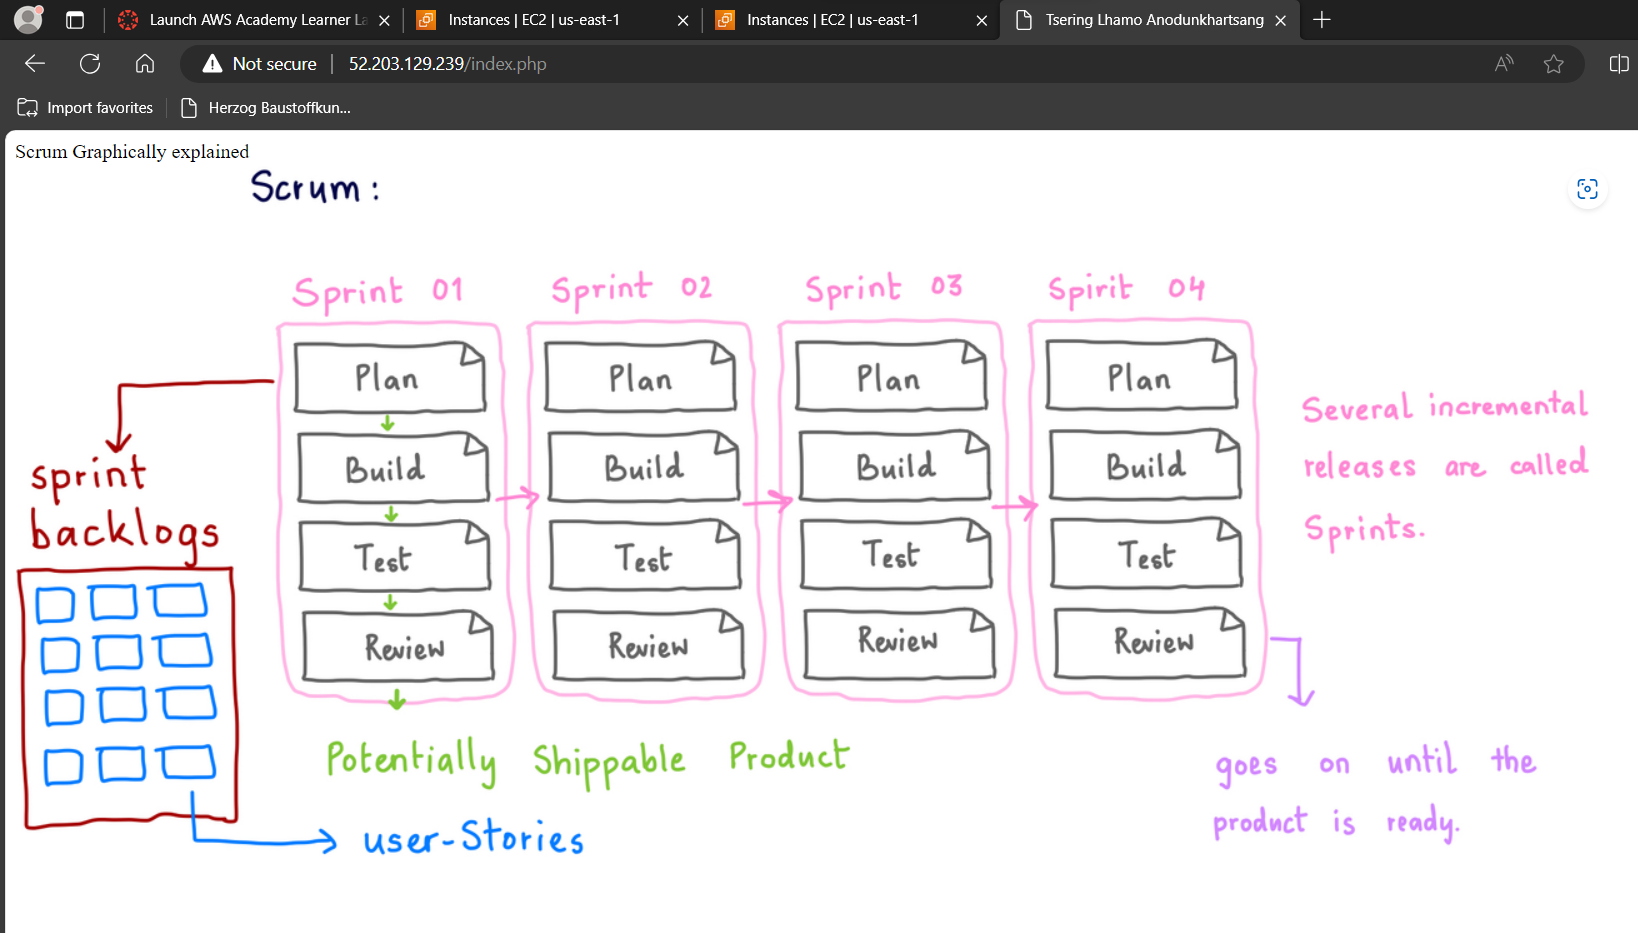 Launch AWS Academy Learner La
Instances | EC2 | us-east-1
Instances | EC2 | us-east-1
Tsering Lhamo Anodunkhartsang
Not secure
52.203.129.239/index.php
Import favorites
Herzog Baustoffkun...
Scrum Graphically explained
Scrum:
Sprint 01
Sprint 02
Sprint 03
Spirit 04
Plan
Plan
Plan
Plan
Build
Build
Build
Build
Test
Test
Test
Test
Review
Review
Review
Review
sprint
backlogs
Several incremental
releases are called
Sprints.
Potentially Shippable Product
user-Stories
goes on until the
product is ready.